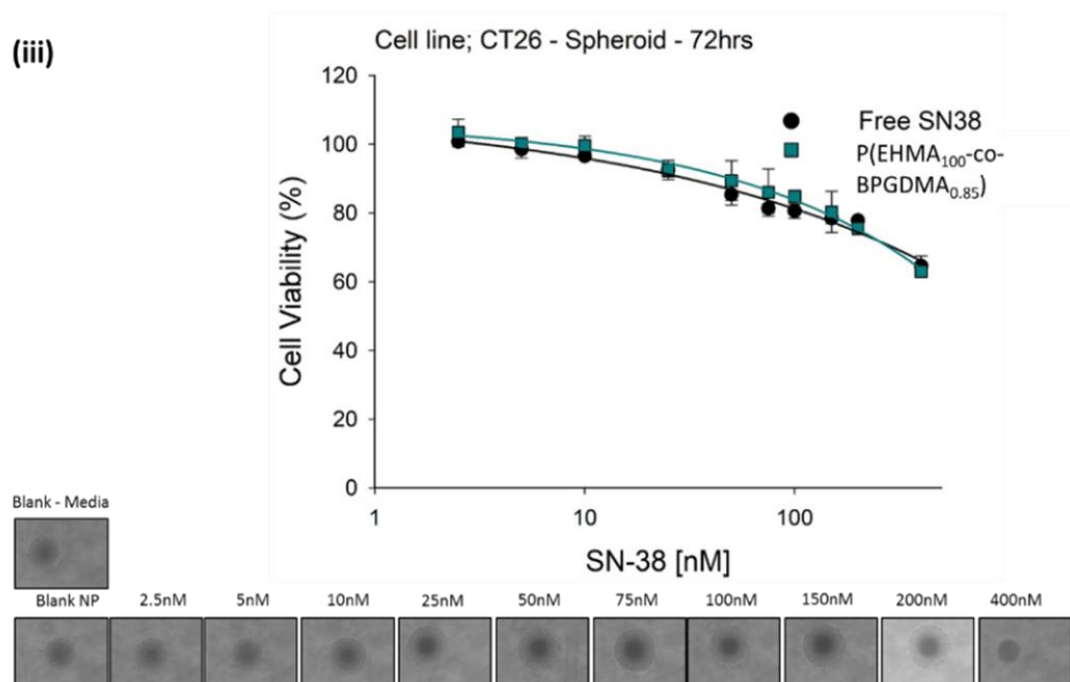 (iii)
Cell line; CT26 - Spheroid - 72hrs
120
100
80
60
40
20
0
Cell Viability (%)
Free SN38
P(EHMA₁₀₀-co-
BPGDMA₀.₈₅)
1 10 100
SN-38 [nM]
Blank - Media
Blank NP 2.5nM 5nM 10nM 25nM 50nM 75nM 100nM 150nM 200nM 400nM